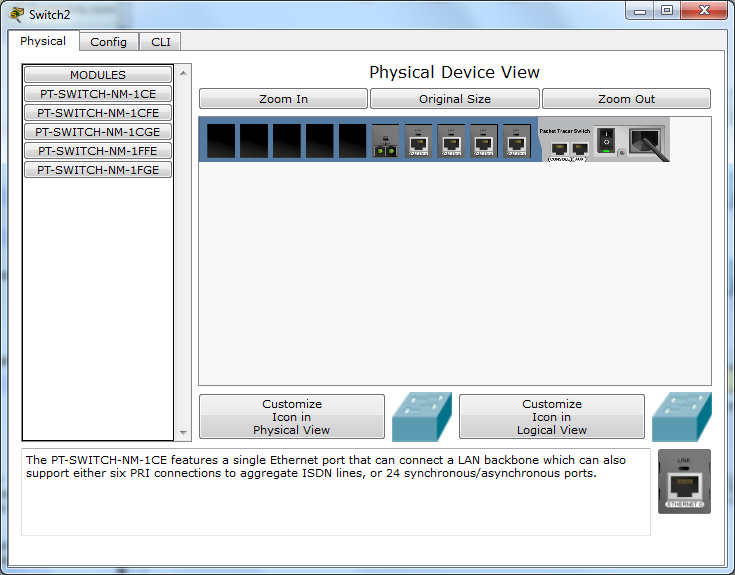 Switch2
Physical
Config
CLI
MODULES
PT-SWITCH-NM-1CE
PT-SWITCH-NM-1CFE
PT-SWITCH-NM-1CGE
PT-SWITCH-NM-1FFE
PT-SWITCH-NM-1FGE
Physical Device View
Zoom In
Original Size
Zoom Out
Packet Tracer Switch
CONSOLE
AUX
Customize
Icon in
Physical View
Customize
Icon in
Logical View
The PT-SWITCH-NM-1CE features a single Ethernet port that can connect a LAN backbone which can also
support either six PRI connections to aggregate ISDN lines, or 24 synchronous/asynchronous ports.
LINK
ETHERNET 0